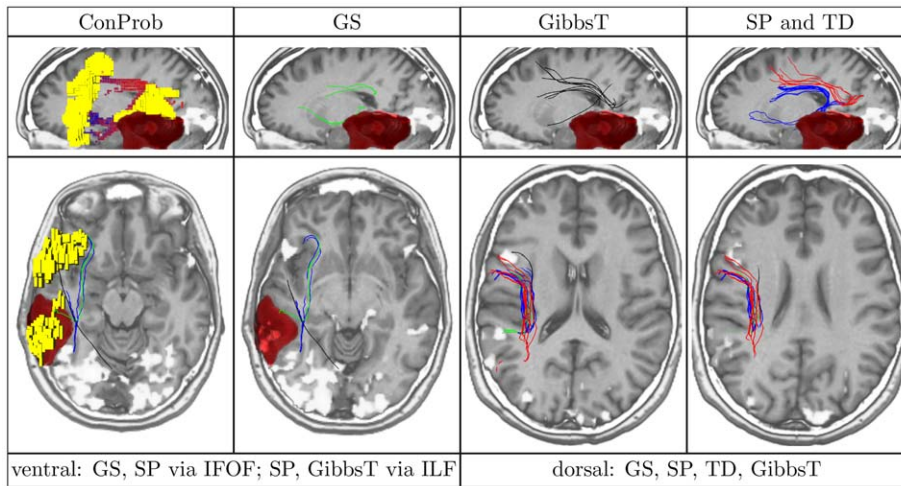 ConProb GS GibbsT SP and TD
ventral: GS, SP via IFOF; SP, GibbsT via ILF dorsal: GS, SP, TD, GibbsT